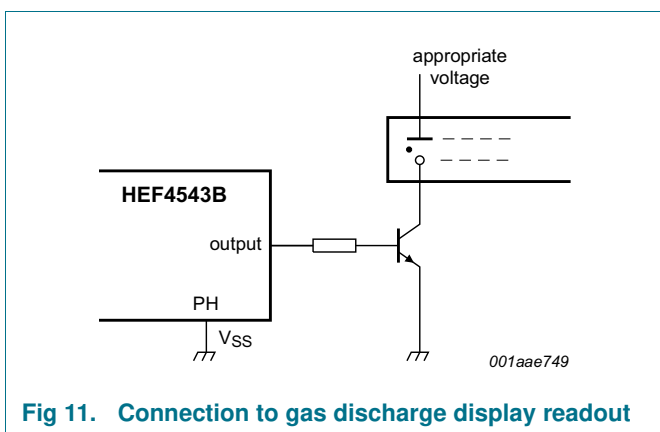 appropriate
voltage
HEF4543B
output
PH
VSS
001aae749
Fig 11. Connection to gas discharge display readout